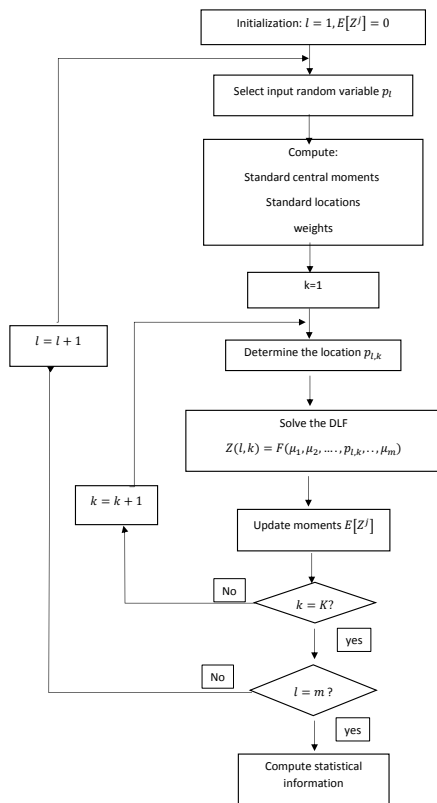 Initialization: l = 1, E[Z^j] = 0
Select input random variable p_l
Compute:
Standard central moments
Standard locations
weights
k=1
l = l + 1
Determine the location p_{l,k}
Solve the DLF
Z(l, k) = F(μ_1, μ_2, … . , p_{l,k}, . . , μ_m)
k = k + 1
Update moments E[Z^j]
No
k = K?
yes
No
l = m ?
yes
Compute statistical
information